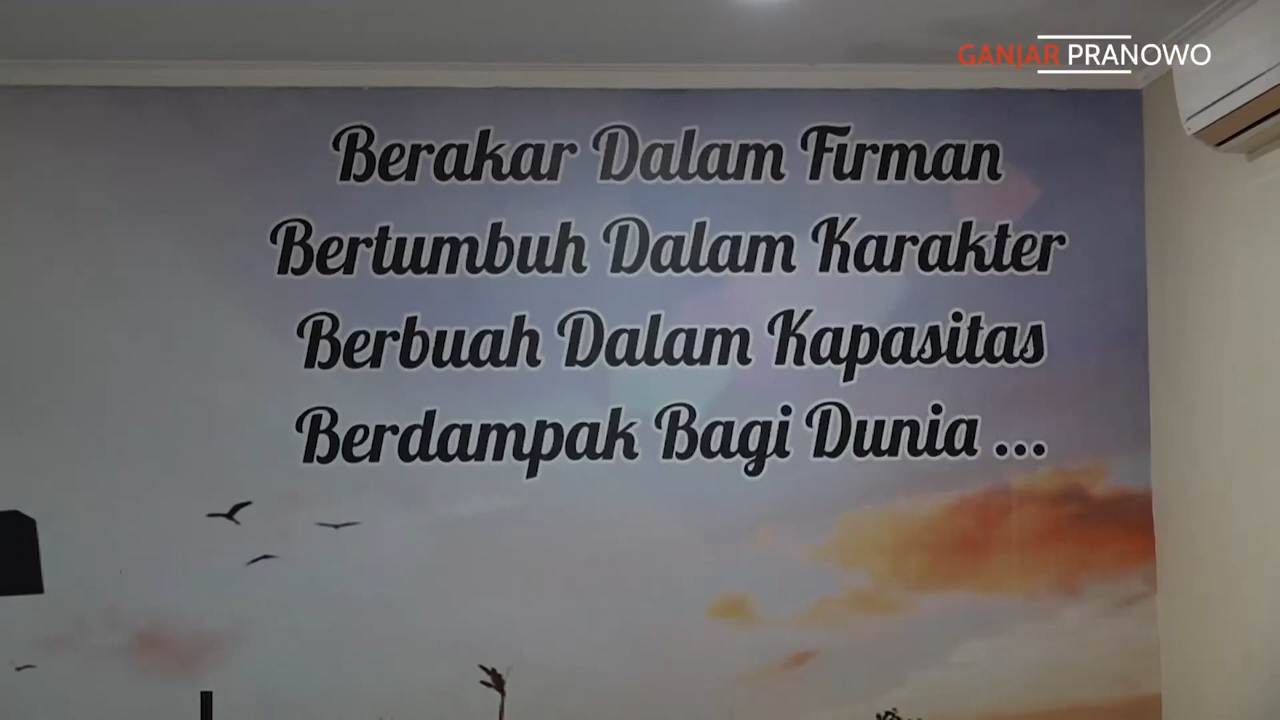 GANJAR PRANOWO
Berakar Dalam Firman
Bertumbuh Dalam Karakter
Berbuah Dalam Kapasitas
Berdampak Bagi Dunia ...